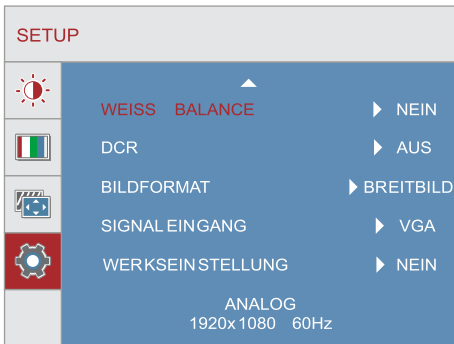 SETUP
WEISS BALANCE NEIN
DCR AUS
BILDFORMAT BREITBILD
SIGNAL EINGANG VGA
WERKSEINSTELLUNG NEIN
ANALOG
1920x1080 60Hz